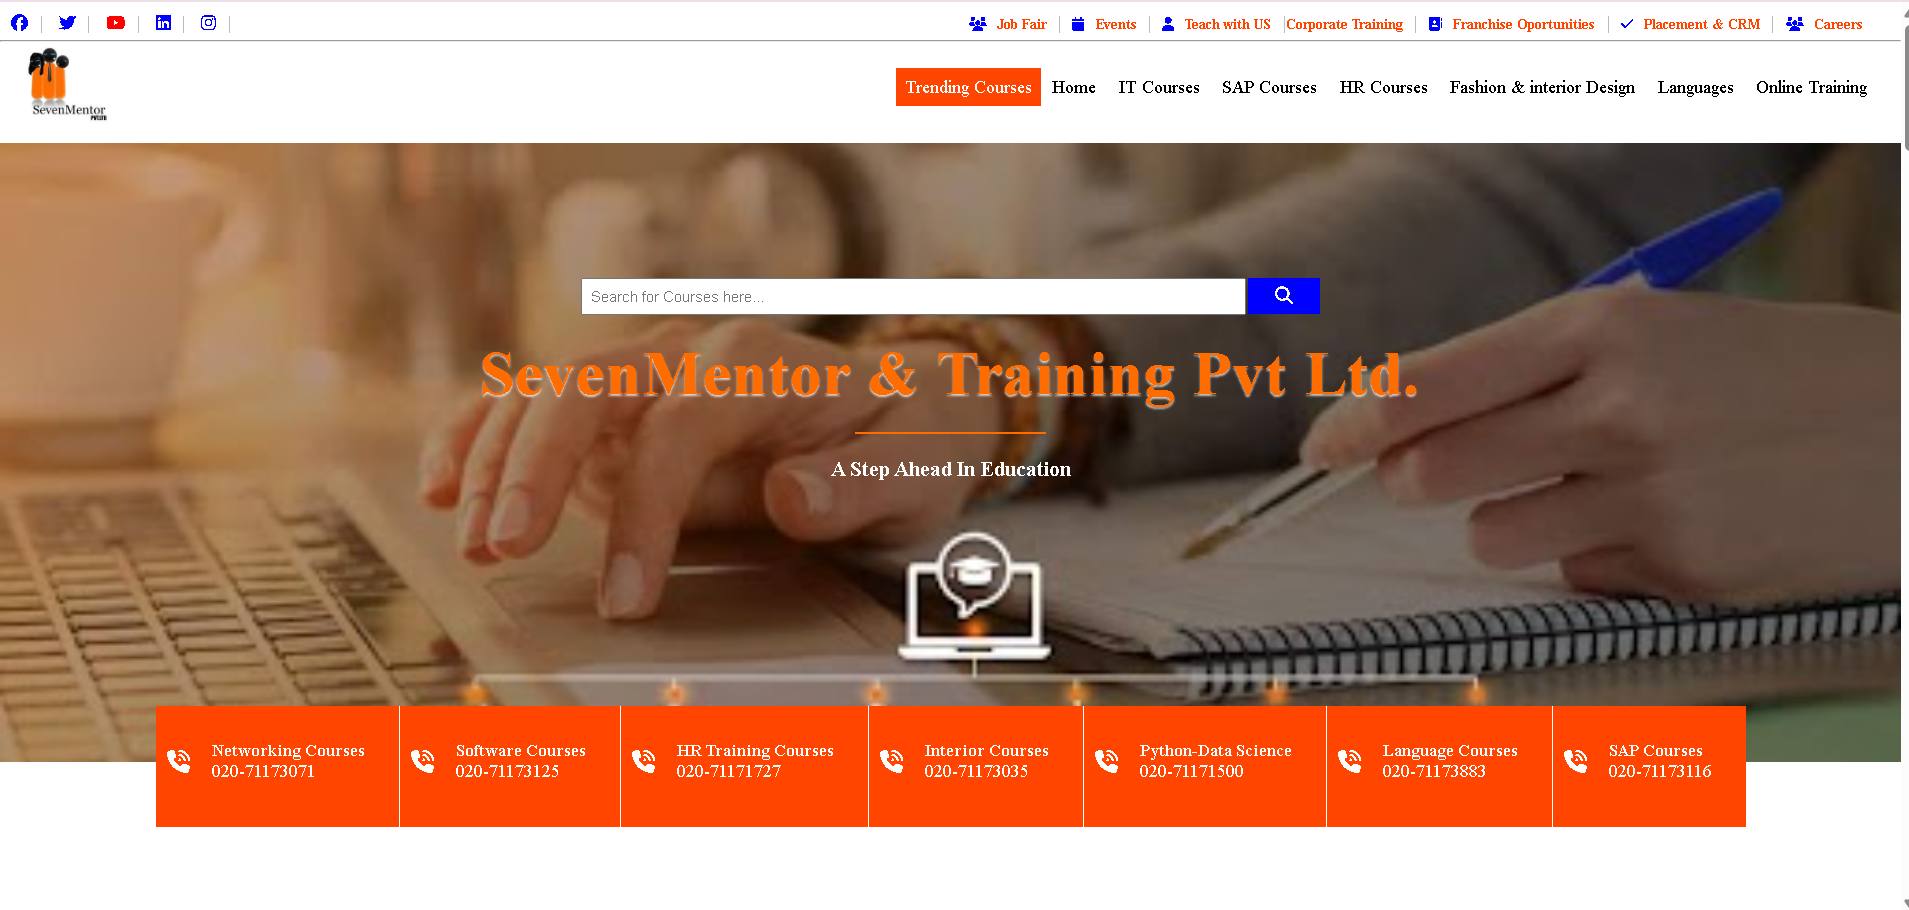 Job Fair
Events
Teach with US
Corporate Training
Franchise Oportunities
Placement & CRM
Careers
SevenMentor
PVT.LTD
Trending Courses
Home
IT Courses
SAP Courses
HR Courses
Fashion & interior Design
Languages
Online Training
Search for Courses here...
SevenMentor & Training Pvt Ltd.
A Step Ahead In Education
Networking Courses
020-71173071
Software Courses
020-71173125
HR Training Courses
020-71171727
Interior Courses
020-71173035
Python-Data Science
020-71171500
Language Courses
020-71173883
SAP Courses
020-71173116